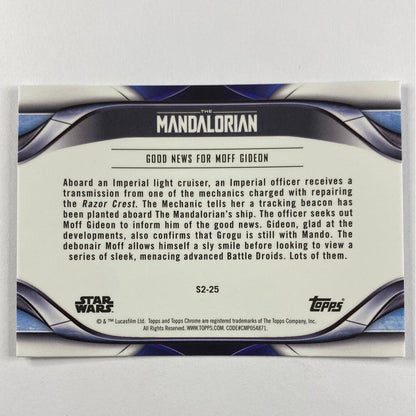 THE
MANDALORIAN
GOOD NEWS FOR MOFF GIDEON
Aboard an Imperial light cruiser, an Imperial officer receives a
transmission from one of the mechanics charged with repairing
the Razor Crest. The Mechanic tells her a tracking beacon has
been planted aboard The Mandalorian's ship. The officer seeks out
Moff Gideon to inform him of the good news. Gideon, glad at the
developments, also confirms that Grogu is still with Mando. The
debonair Moff allows himself a sly smile before looking to view a
series of sleek, menacing advanced Battle Droids. Lots of them.
STAR
WARS
S2-25
Topps
© & ™ Lucasfilm Ltd. Topps and Topps Chrome are registered trademarks of The Topps Company, Inc.
All Rights Reserved. WWW.TOPPS.COM. CODE#CMP054871.